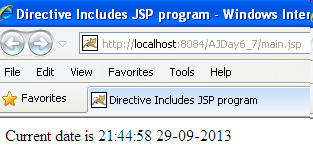 Directive Includes JSP program - Windows Inter
http://localhost:8084/AJDay6_7/main.jsp
File Edit View Favorites Tools Help
Favorites Directive Includes JSP program
Current date is 21:44:58 29-09-2013